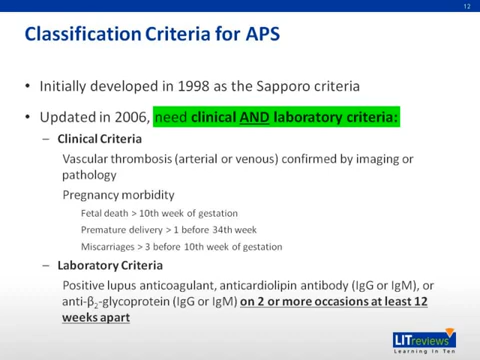 12
Classification Criteria for APS
• Initially developed in 1998 as the Sapporo criteria
• Updated in 2006, need clinical AND laboratory criteria:
– Clinical Criteria
Vascular thrombosis (arterial or venous) confirmed by imaging or
pathology
Pregnancy morbidity
Fetal death > 10th week of gestation
Premature delivery > 1 before 34th week
Miscarriages > 3 before 10th week of gestation
– Laboratory Criteria
Positive lupus anticoagulant, anticardiolipin antibody (IgG or IgM), or
anti-β₂-glycoprotein (IgG or IgM) on 2 or more occasions at least 12
weeks apart
LITreviews
Learning in Ten